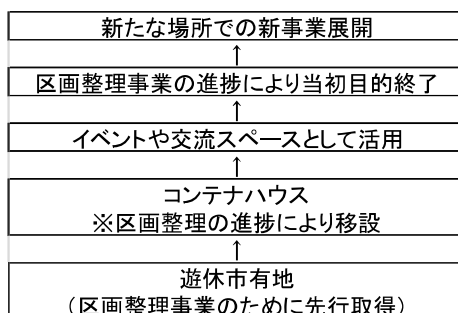 新たな場所での新事業展開
↑
区画整理事業の進捗により当初目的終了
↑
イベントや交流スペースとして活用
↑
コンテナハウス
※区画整理の進捗により移設
↑
遊休市有地
(区画整理事業のために先行取得)